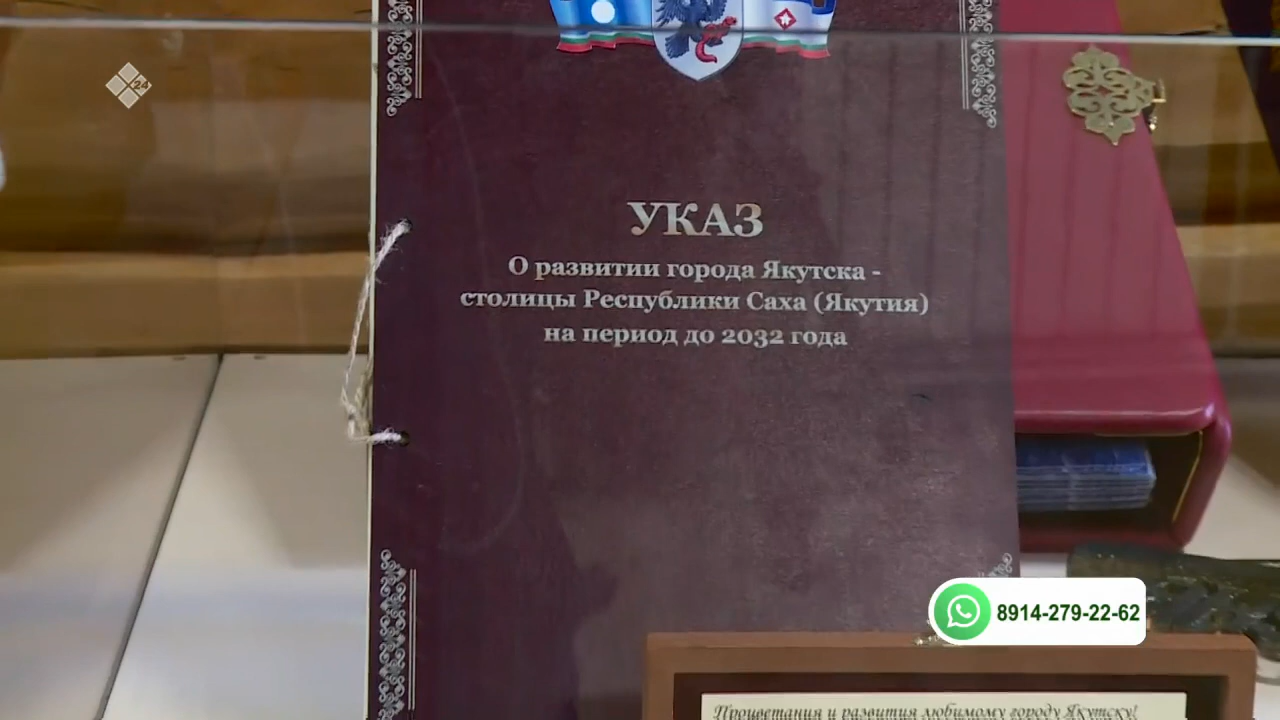 х24
УКАЗ
О развитии города Якутска -
столицы Республики Саха (Якутия)
на период до 2032 года
8914-279-22-62
Процветания и развития любимому городу Якутску!